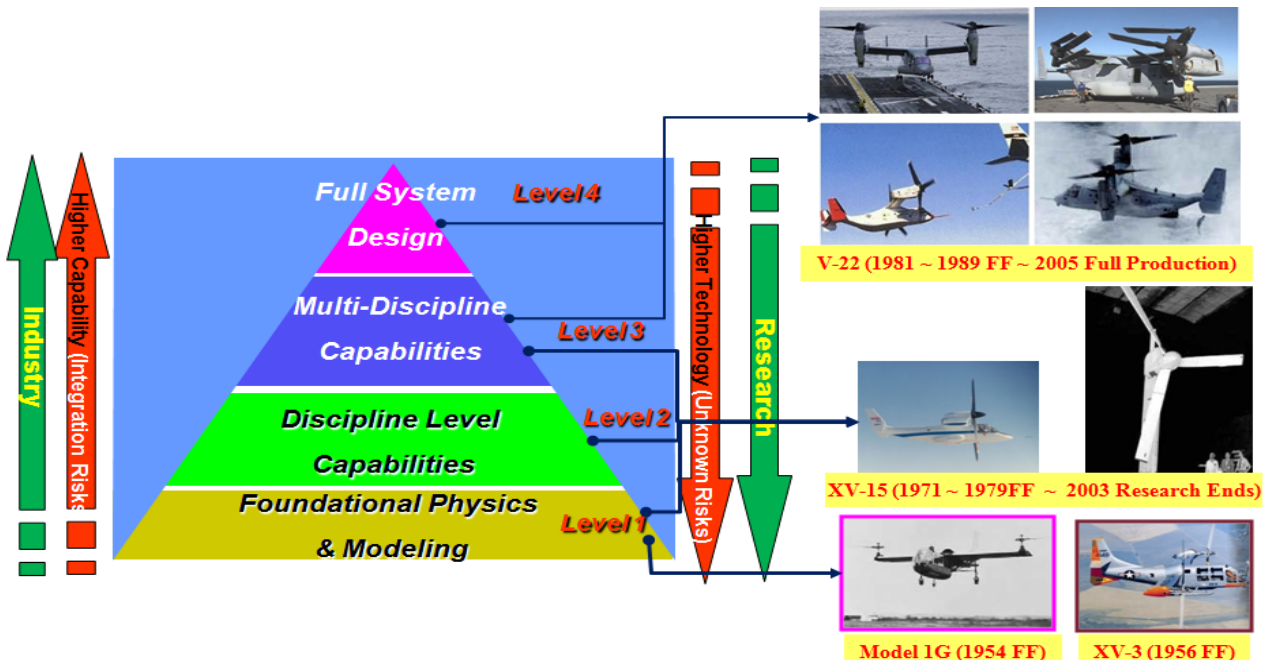 Full System
Design
Level 4
Multi-Discipline
Capabilities
Level 3
Discipline Level
Capabilities
Level 2
Foundational Physics
& Modeling
Level 1
Industry
Higher Capability (Integration Risks)
Higher Technology (Unknown Risks)
Research
V-22 (1981 ~ 1989 FF ~ 2005 Full Production)
XV-15 (1971 ~ 1979FF ~ 2003 Research Ends)
Model 1G (1954 FF)
XV-3 (1956 FF)